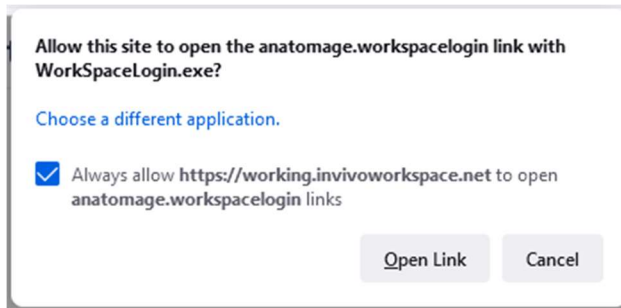 Allow this site to open the anatomage.workspacelogin link with
WorkSpaceLogin.exe?
Choose a different application.
Always allow https://working.invivoworkspace.net to open
anatomage.workspacelogin links
Open Link
Cancel